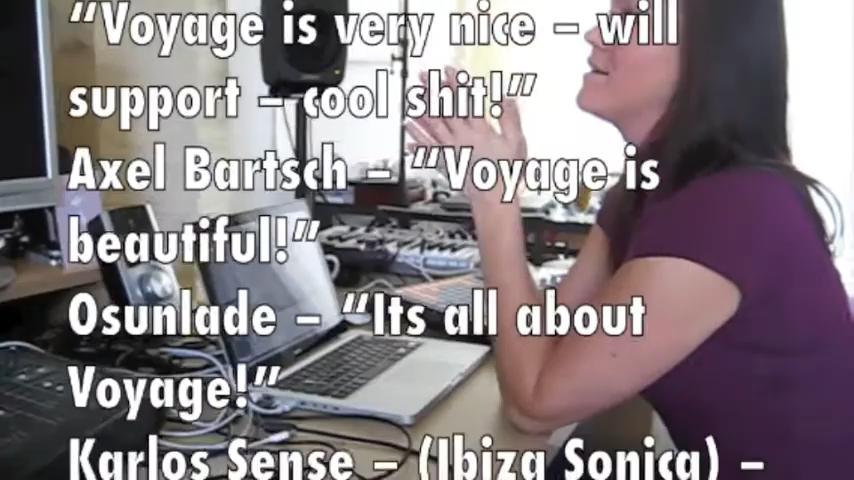 “Voyage is very nice – will
support – cool shit!”
Axel Bartsch – “Voyage is
beautiful!”
Osunlade – “Its all about
Voyage!”
Karlos Sense – (Ibiza Sonica) –